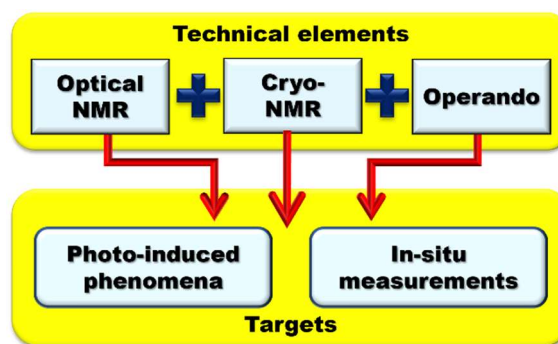 Technical elements
Optical
NMR
Cryo-
NMR
Operando
Photo-induced
phenomena
In-situ
measurements
Targets